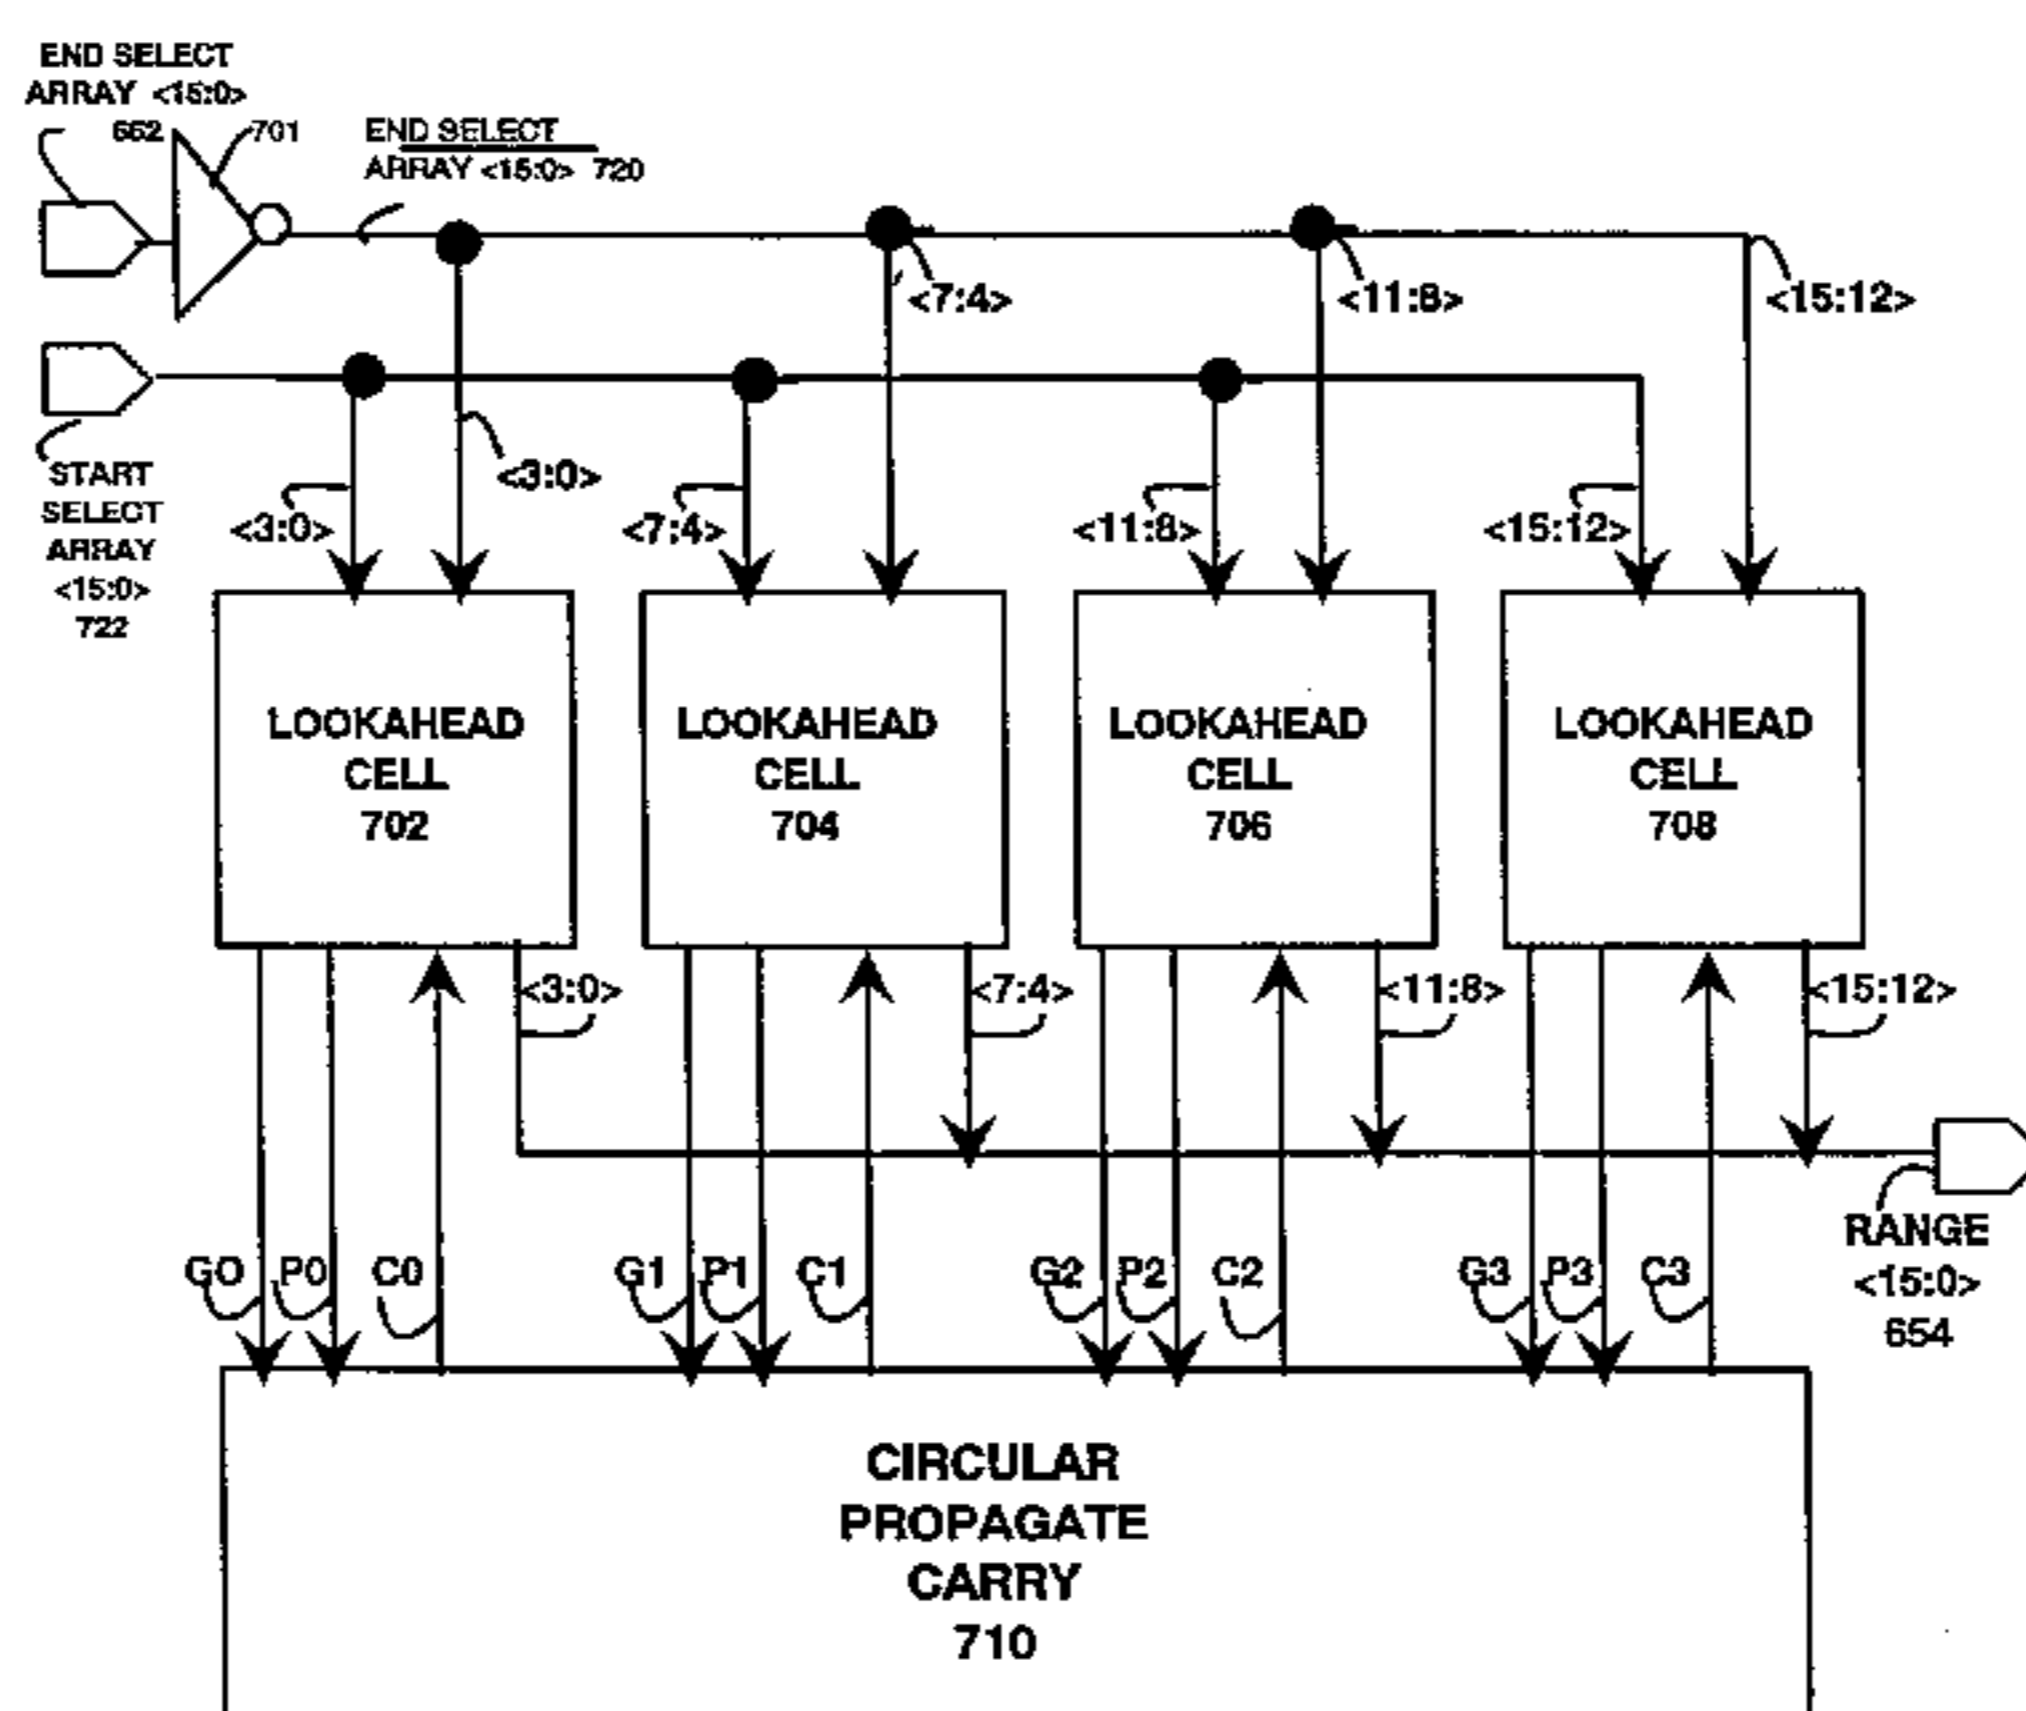 END SELECT
ARRAY <15:0>
652
701
END SELECT
ARRAY <15:0> 720
<7:4>
<11:8>
<15:12>
START
SELECT
ARRAY
<15:0>
722
<3:0>
<3:0>
<7:4>
<11:8>
<15:12>
LOOKAHEAD
CELL
702
LOOKAHEAD
CELL
704
LOOKAHEAD
CELL
706
LOOKAHEAD
CELL
708
<3:0>
<7:4>
<11:8>
<15:12>
G0
P0
C0
G1
P1
C1
G2
P2
C2
G3
P3
C3
RANGE
<15:0>
654
CIRCULAR
PROPAGATE
CARRY
710